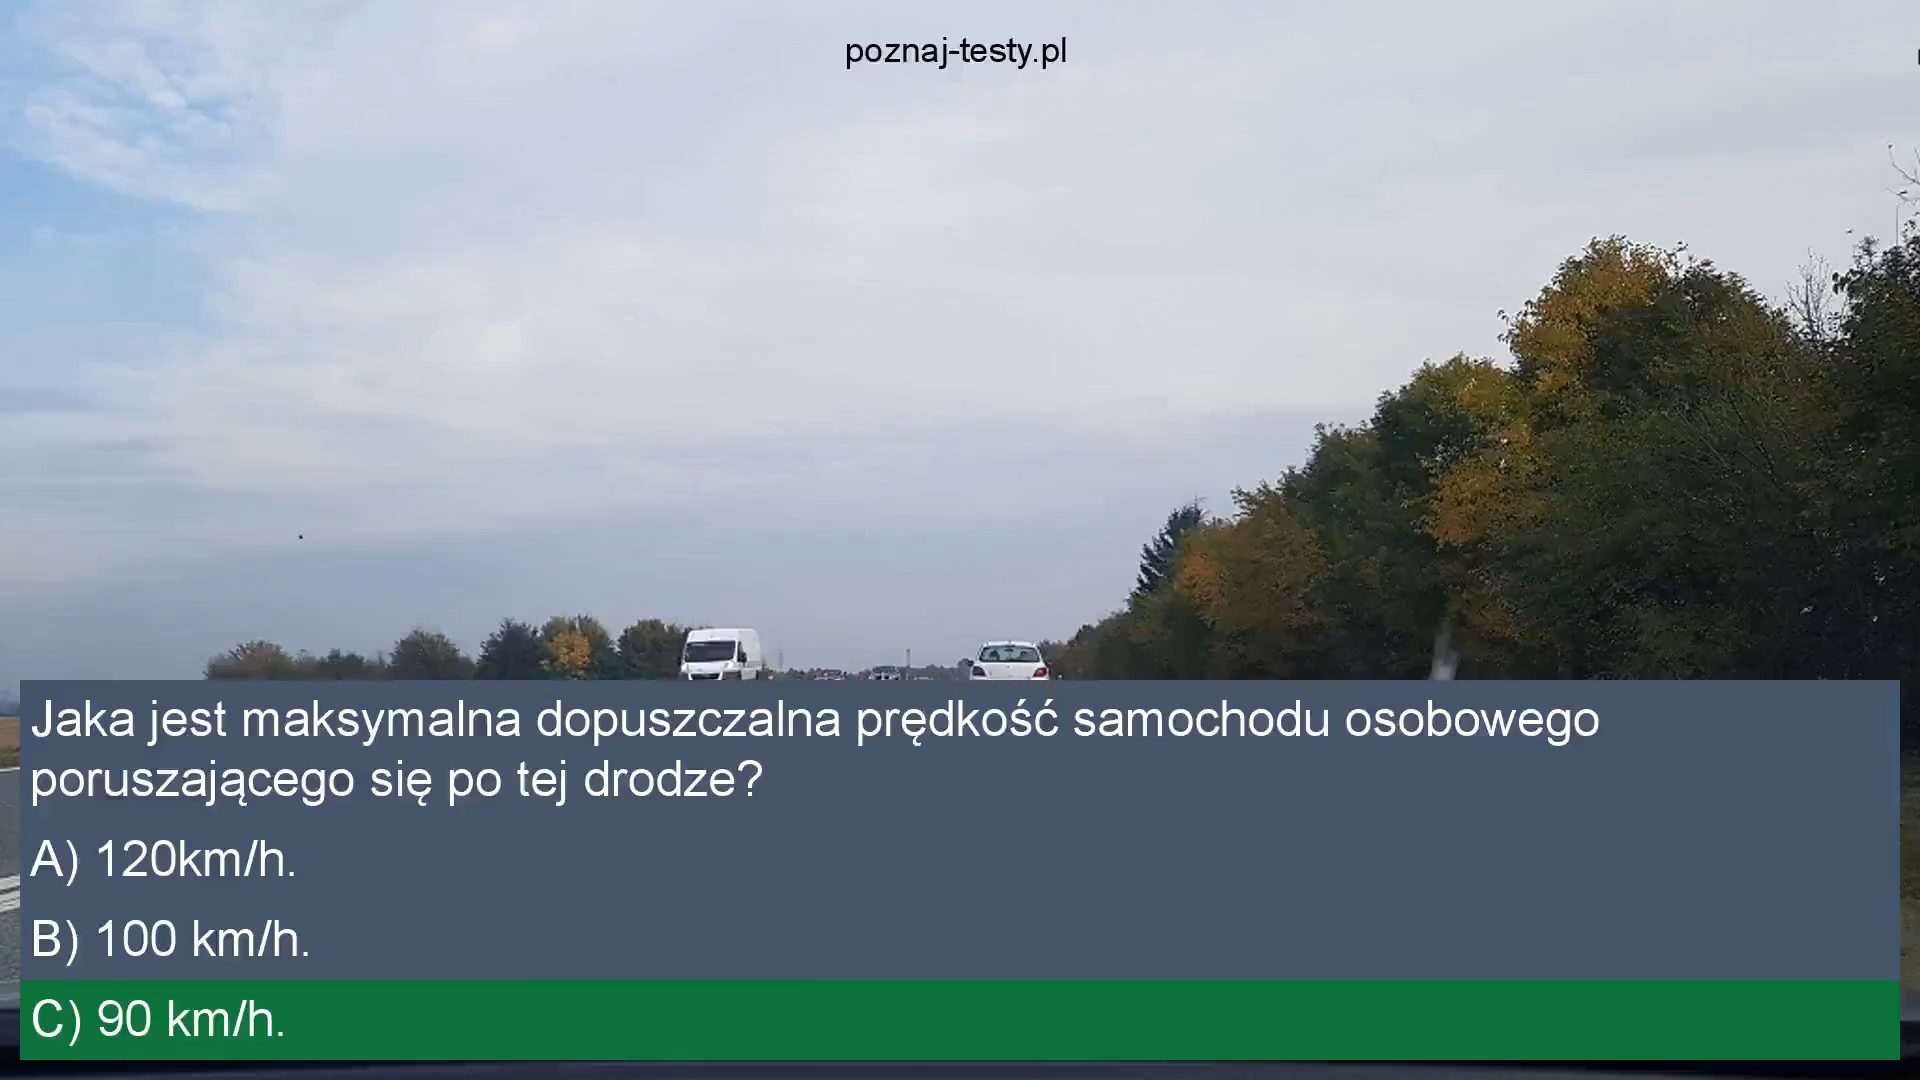 poznaj-testy.pl
Jaka jest maksymalna dopuszczalna prędkość samochodu osobowego
poruszającego się po tej drodze?
A) 120km/h.
B) 100 km/h.
C) 90 km/h.